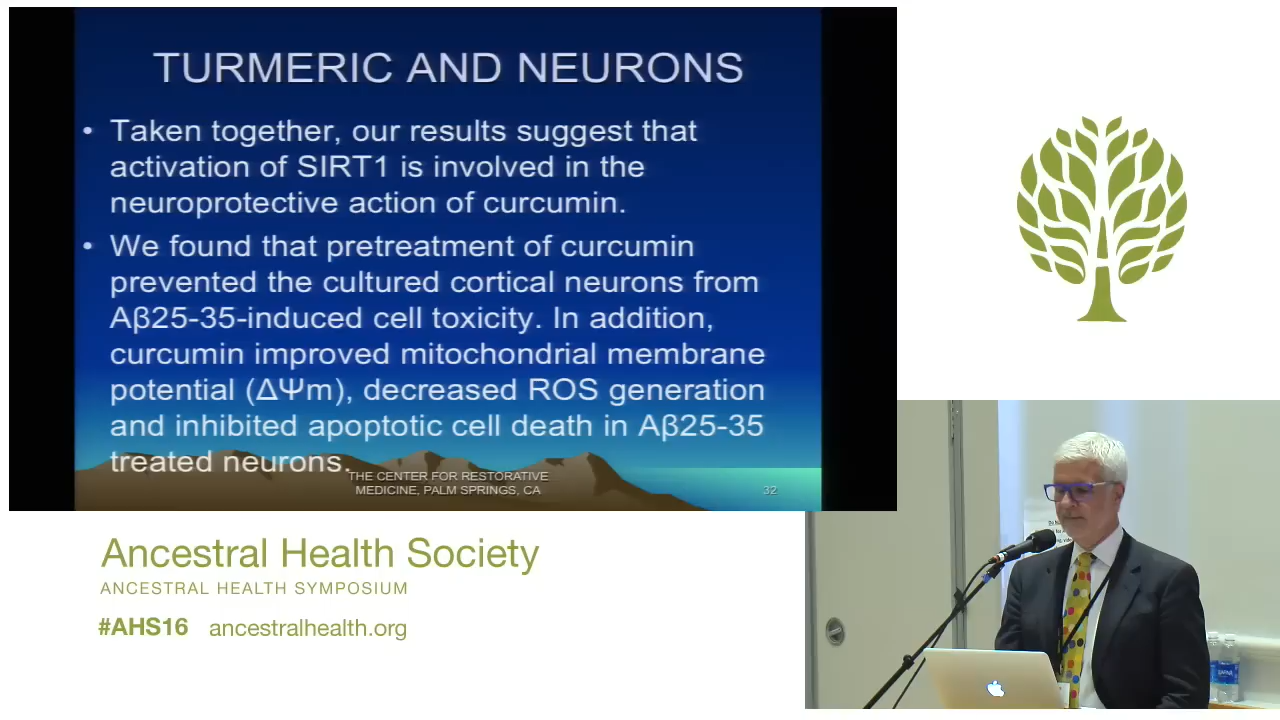 TURMERIC AND NEURONS
• Taken together, our results suggest that
activation of SIRT1 is involved in the
neuroprotective action of curcumin.
• We found that pretreatment of curcumin
prevented the cultured cortical neurons from
Aβ25-35-induced cell toxicity. In addition,
curcumin improved mitochondrial membrane
potential (ΔΨm), decreased ROS generation
and inhibited apoptotic cell death in Aβ25-35
treated neurons.
THE CENTER FOR RESTORATIVE
MEDICINE, PALM SPRINGS, CA
32
Ancestral Health Society
ANCESTRAL HEALTH SYMPOSIUM
#AHS16 ancestralhealth.org